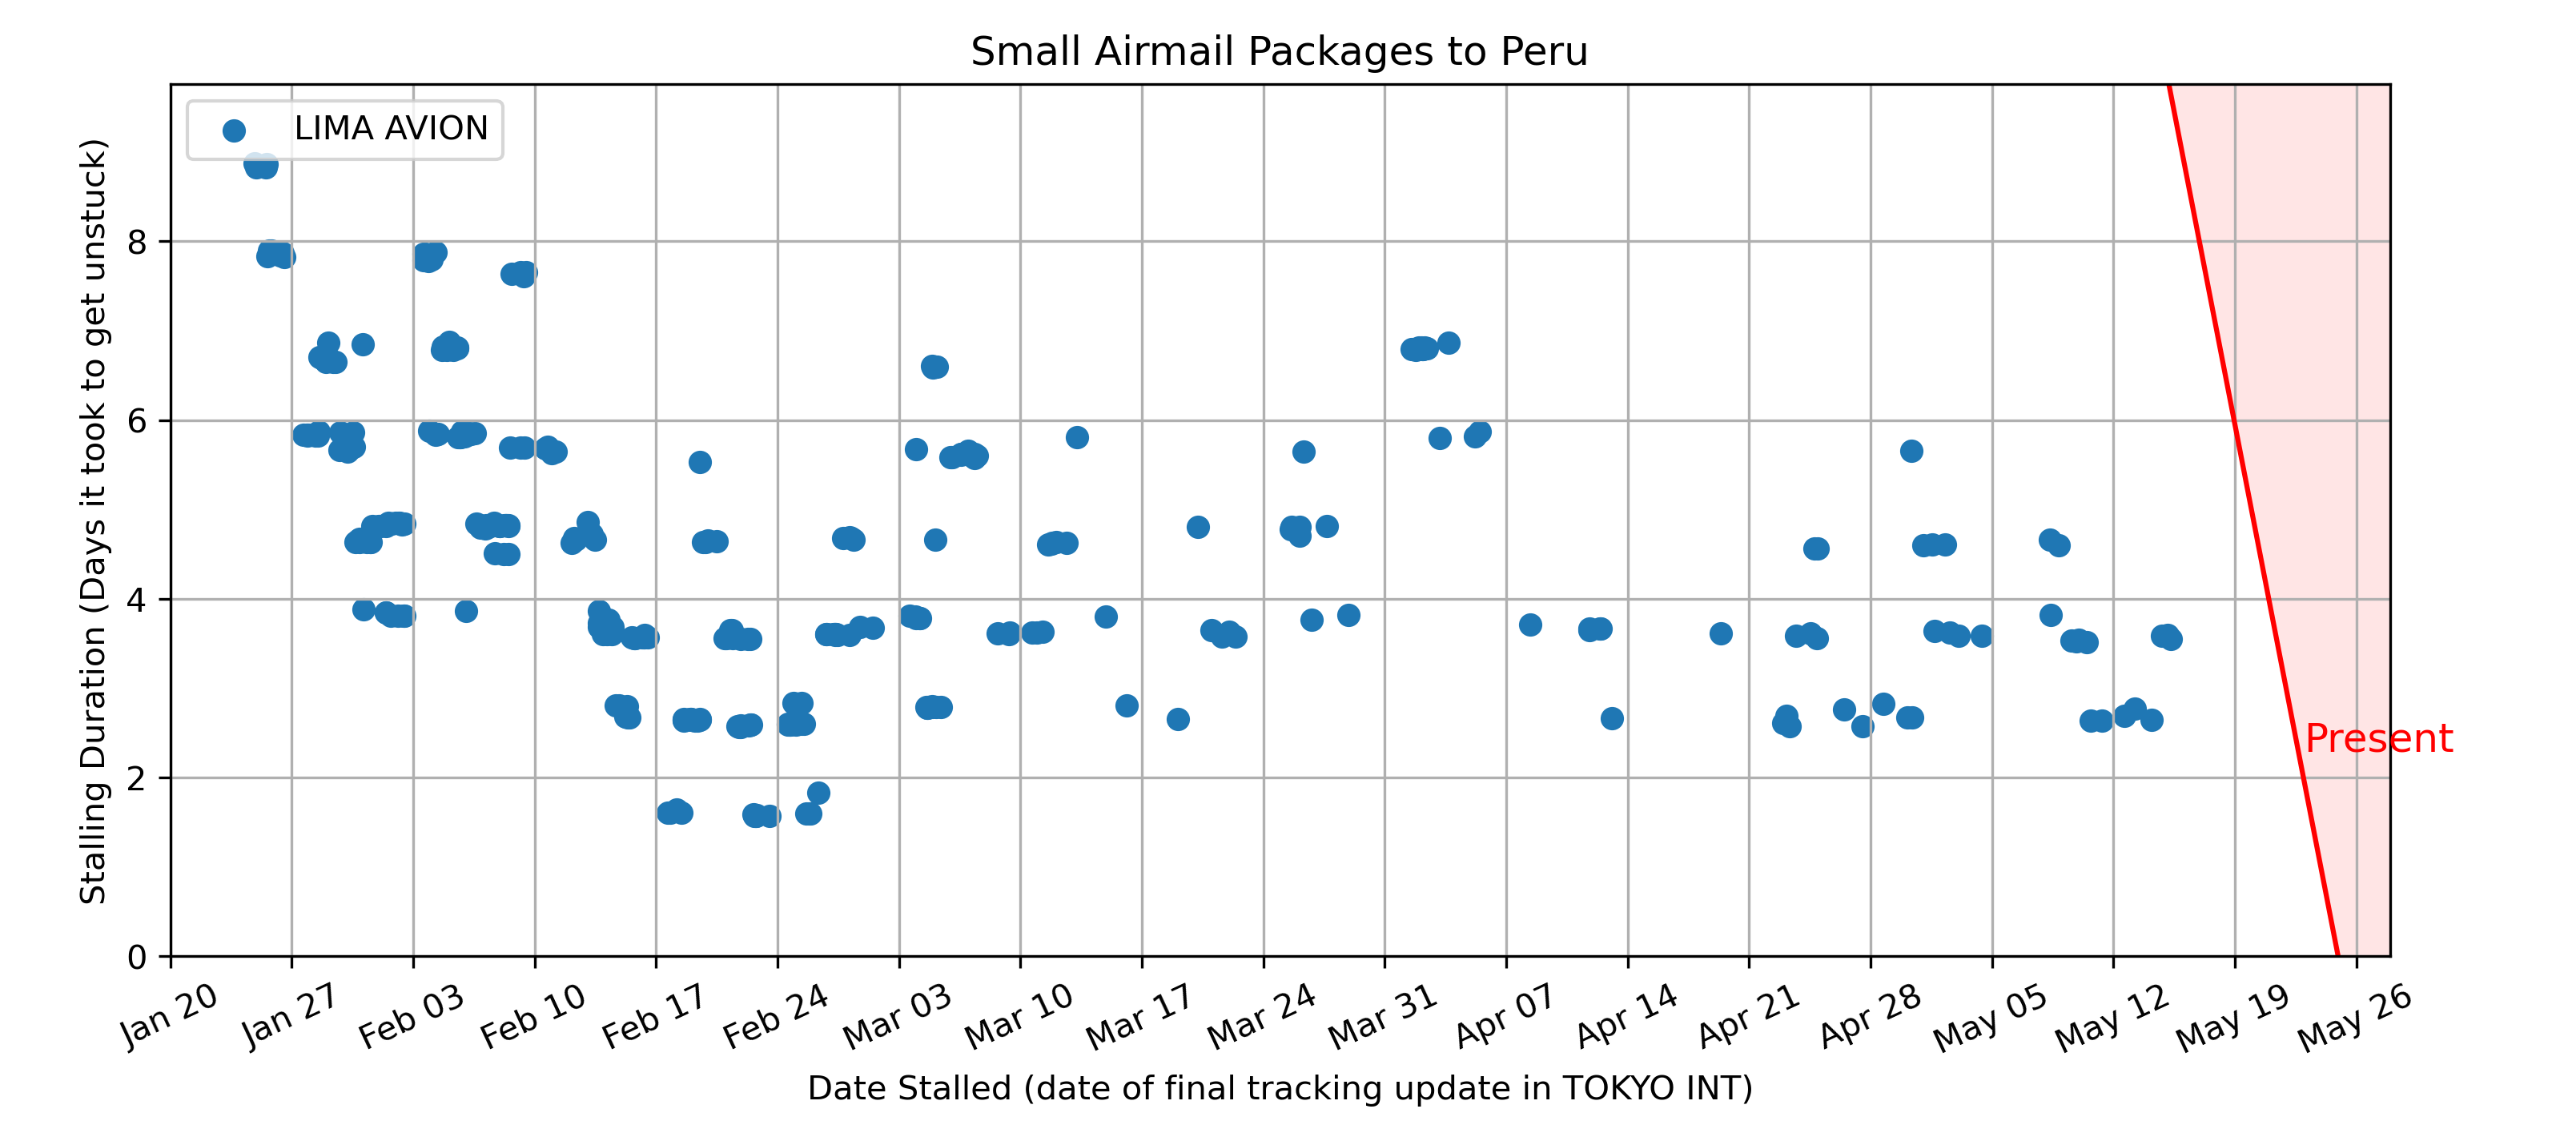 Small Airmail Packages to Peru
LIMA AVION
Stalling Duration (Days it took to get unstuck)
8
6
4
2
0
Present
Jan 20
Jan 27
Feb 03
Feb 10
Feb 17
Feb 24
Mar 03
Mar 10
Mar 17
Mar 24
Mar 31
Apr 07
Apr 14
Apr 21
Apr 28
May 05
May 12
May 19
May 26
Date Stalled (date of final tracking update in TOKYO INT)